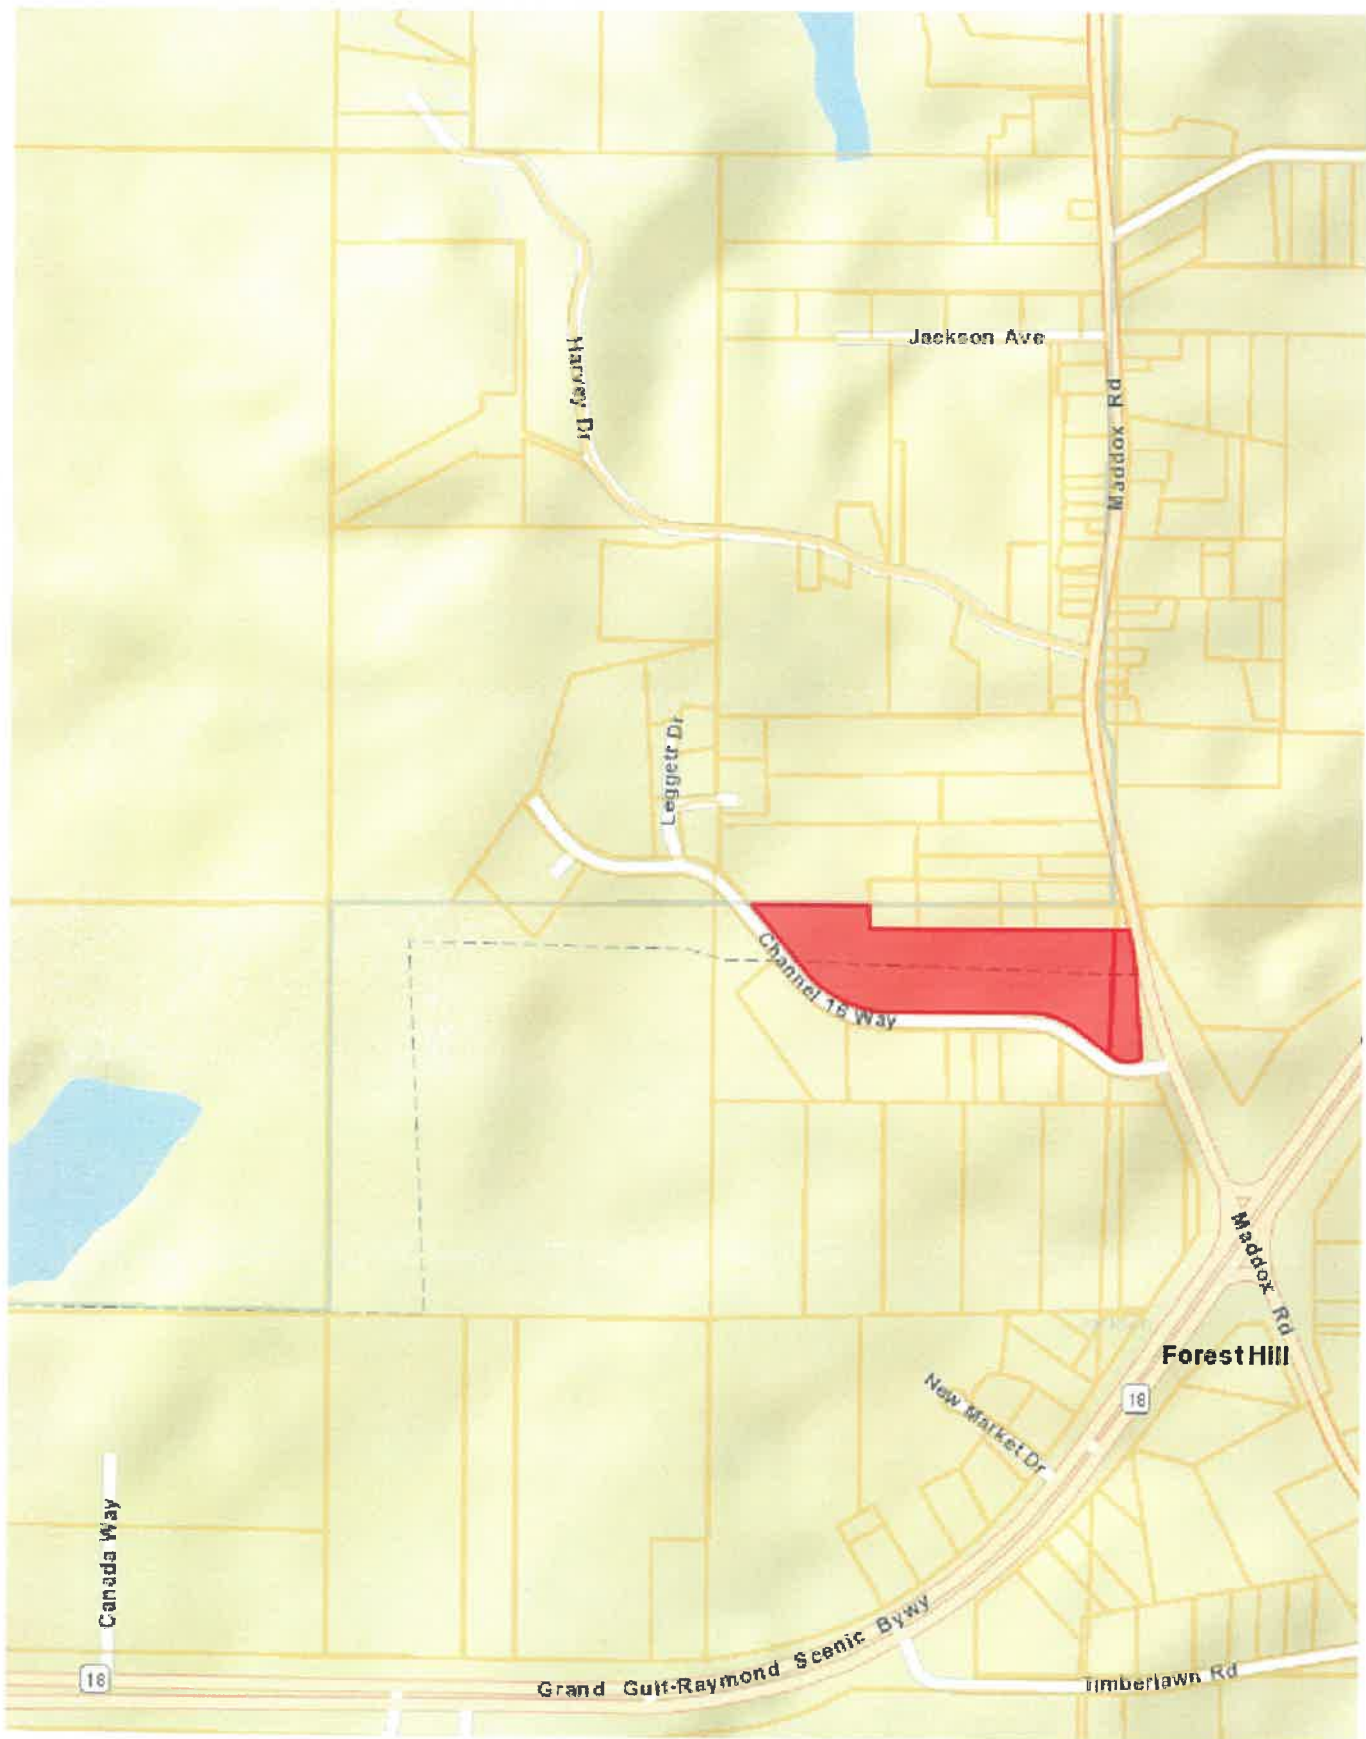 Jackson Ave
Harvey Dr
Maddox Rd
Leggett Dr
Channel 16 Way
Maddox Rd
Forest Hill
18
New Market Dr
Canada Way
18
Grand Gulf-Raymond Scenic Bywy
Timberlawn Rd